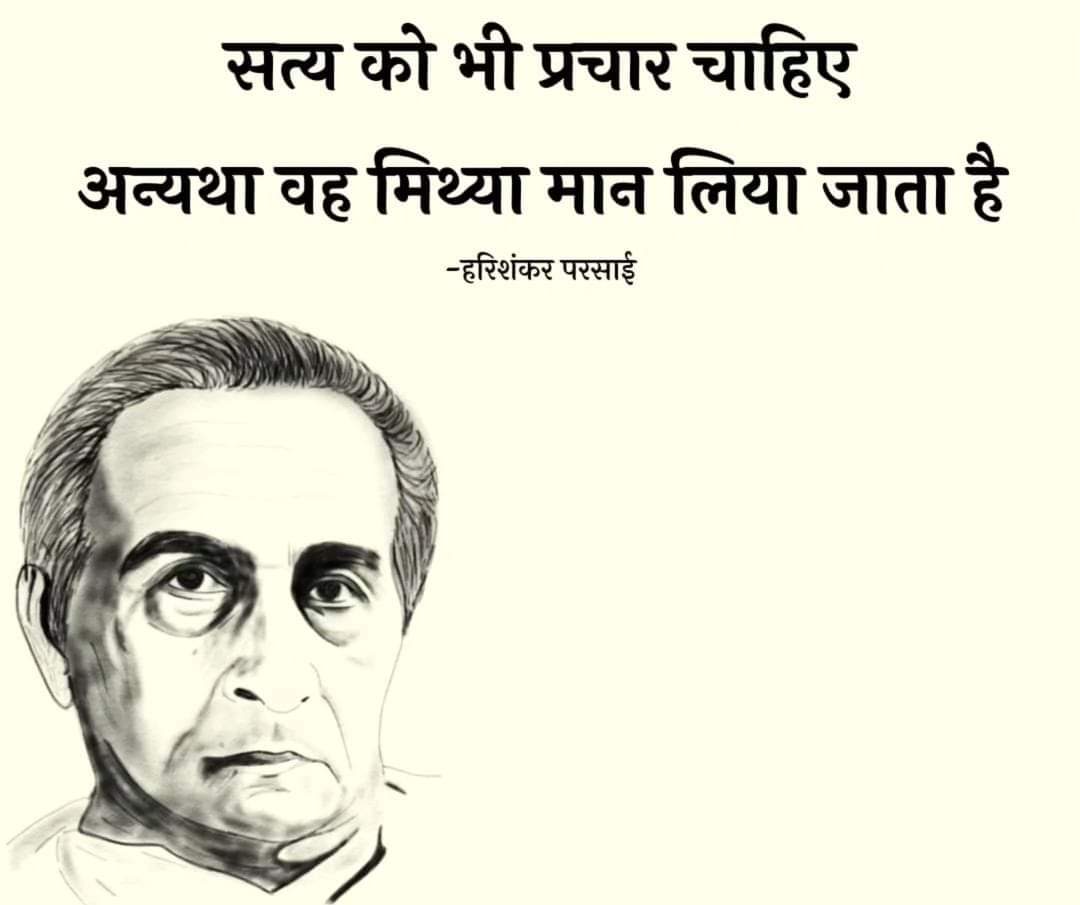 सत्य को भी प्रचार चाहिए
अन्यथा वह मिथ्या मान लिया जाता है
-हरिशंकर परसाई